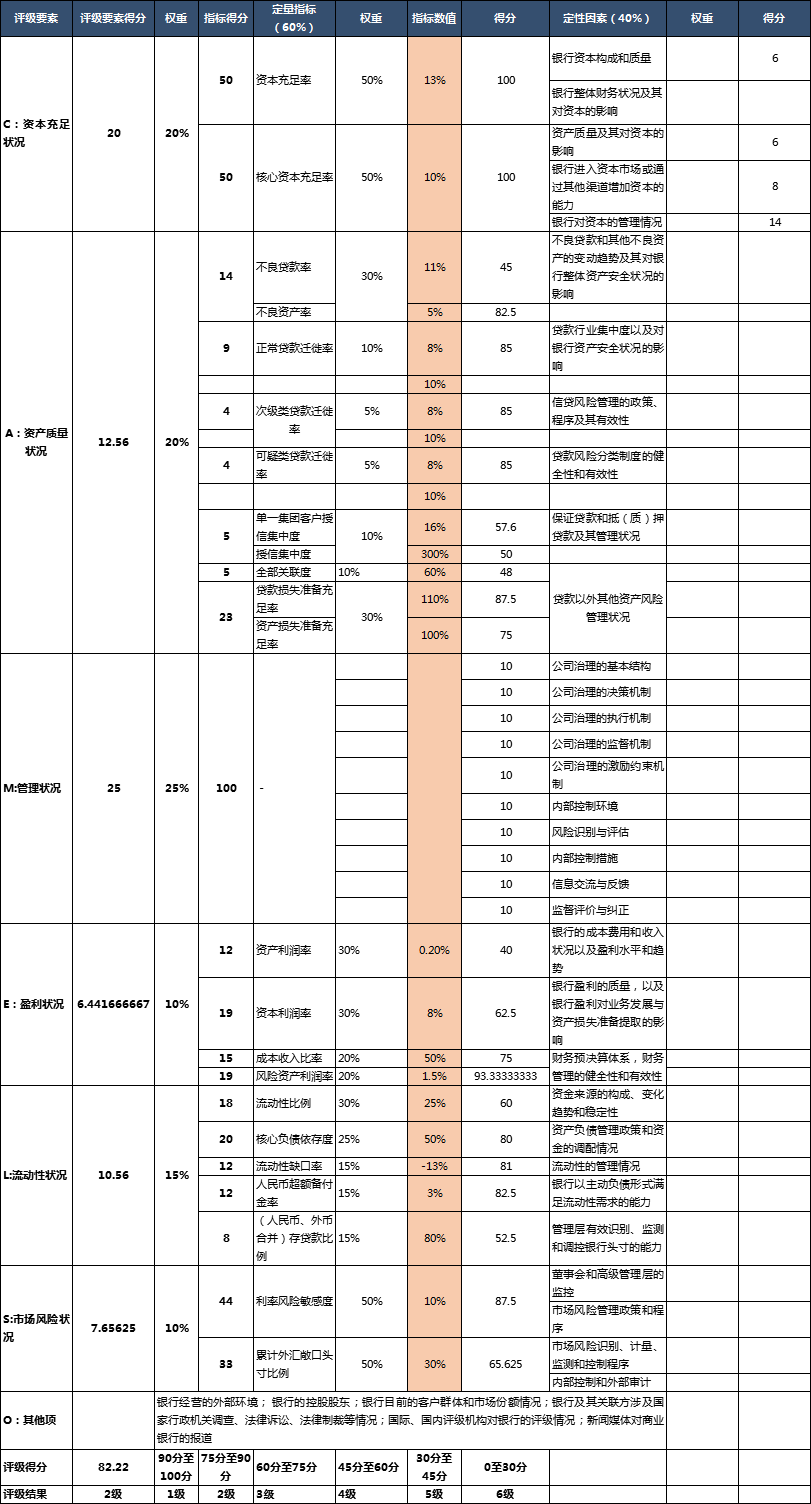 评级要素 评级要素得分 权重 指标得分 定量指标（60%） 权重 指标数值 得分 定性因素（40%） 权重 得分
C：资本充足状况 20 20%
50 资本充足率 50% 13% 100
银行资本构成和质量 6
银行整体财务状况及其
对资本的影响
50 核心资本充足率 50% 10% 100
资产质量及其对资本的
影响 6
银行进入资本市场或通
过其他渠道增加资本的
能力 8
银行对资本的管理情况 14
A：资产质量状况 12.56 20%
14 不良贷款率 30% 11% 45
不良贷款和其他不良资
产的变动趋势及其对银
行整体资产安全状况的
影响
不良资产率 5% 82.5
9 正常贷款迁徙率 10% 8% 85
贷款行业集中度以及对
银行资产安全状况的影
响
10%
4 次级类贷款迁徙率 5% 8% 85
信贷风险管理的政策、
程序及其有效性
10%
4 可疑类贷款迁徙率 5% 8% 85
贷款风险分类制度的健
全性和有效性
10%
5 单一集团客户授信集中度 10% 16% 57.6
保证贷款和抵（质）押
贷款及其管理状况
授信集中度 300% 50
5 全部关联度 10% 60% 48
贷款以外其他资产风险
管理状况
23 贷款损失准备充足率 30% 110% 87.5
资产损失准备充足率 100% 75
M:管理状况 25 25% 100 -
10 公司治理的基本结构
10 公司治理的决策机制
10 公司治理的执行机制
10 公司治理的监督机制
10 公司治理的激励约束机制
10 内部控制环境
10 风险识别与评估
10 内部控制措施
10 信息交流与反馈
10 监督评价与纠正
E：盈利状况 6.441666667 10%
12 资产利润率 30% 0.20% 40
银行的成本费用和收入
状况以及盈利水平和趋
势
19 资本利润率 30% 8% 62.5
银行盈利的质量，以及
银行盈利对业务发展与
资产损失准备提取的影
响
15 成本收入比率 20% 50% 75 财务预决算体系，财务
19 风险资产利润率 20% 1.5% 93.33333333 管理的健全性和有效性
L:流动性状况 10.56 15%
18 流动性比例 30% 25% 60
资金来源的构成、变化
趋势和稳定性
20 核心负债依存度 25% 50% 80
资产负债管理政策和资
金的调配情况
12 流动性缺口率 15% -13% 81 流动性的管理情况
12 人民币超额备付金率 15% 3% 82.5
银行以主动负债形式满
足流动性需求的能力
8 （人民币、外币合并）存贷款比例 15% 80% 52.5
管理层有效识别、监测
和调控银行头寸的能力
S:市场风险状况 7.65625 10%
44 利率风险敏感度 50% 10% 87.5
董事会和高级管理层的
监控
市场风险管理政策和程
序
33 累计外汇敞口头寸比例 50% 30% 65.625
市场风险识别、计量、
监测和控制程序
内部控制和外部审计
O：其他项
银行经营的外部环境； 银行的控股股东；银行目前的客户群体和市场份额情况；银行及其关联方涉及国
家行政机关调查、法律诉讼、法律制裁等情况；国际、国内评级机构对银行的评级情况；新闻媒体对商业
银行的报道
评级得分 82.22 90分至100分 75分至90分 60分至75分 45分至60分 30分至45分 0至30分
评级结果 2级 1级 2级 3级 4级 5级 6级